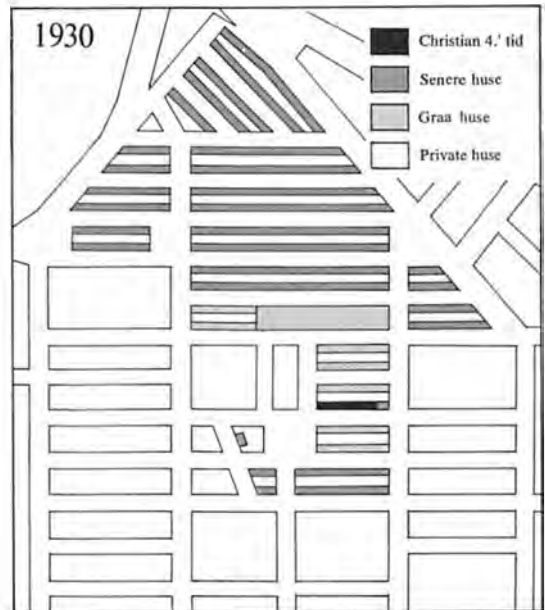 1930
Christian 4.' tid
Senere huse
Graa huse
Private huse